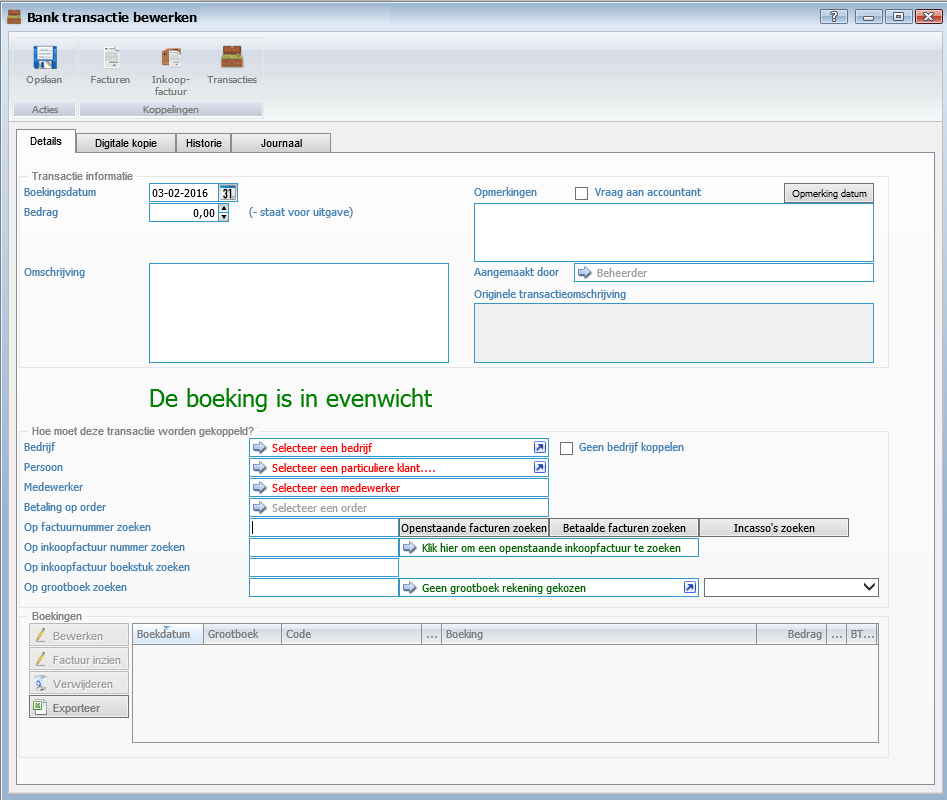 Bank transactie bewerken
?
Opslaan
Facturen
Inkoop-
factuur
Transacties
Acties
Koppelingen
Details
Digitale kopie
Historie
Journaal
Transactie informatie
Boekingsdatum
03-02-2016
31
Opmerkingen
Vraag aan accountant
Opmerking datum
Bedrag
0,00
(- staat voor uitgave)
Omschrijving
Aangemaakt door
Beheerder
Originele transactieomschrijving
De boeking is in evenwicht
Hoe moet deze transactie worden gekoppeld?
Bedrijf
Selecteer een bedrijf
Geen bedrijf koppelen
Persoon
Selecteer een particuliere klant....
Medewerker
Selecteer een medewerker
Betaling op order
Selecteer een order
Op factuurnummer zoeken
Openstaande facturen zoeken
Betaalde facturen zoeken
Incasso's zoeken
Op inkoopfactuur nummer zoeken
Klik hier om een openstaande inkoopfactuur te zoeken
Op inkoopfactuur boekstuk zoeken
Op grootboek zoeken
Geen grootboek rekening gekozen
Boekingen
Bewerken
Factuur inzien
Verwijderen
Exporteer
Boekdatum
Grootboek
Code
...
Boeking
Bedrag
...
BT...